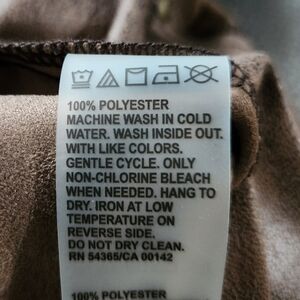 100% POLYESTER
MACHINE WASH IN COLD
WATER. WASH INSIDE OUT.
WITH LIKE COLORS.
GENTLE CYCLE. ONLY
NON-CHLORINE BLEACH
WHEN NEEDED. HANG TO
DRY. IRON AT LOW
TEMPERATURE ON
REVERSE SIDE.
DO NOT DRY CLEAN.
RN 54365/CA 00142
100% POLYESTER